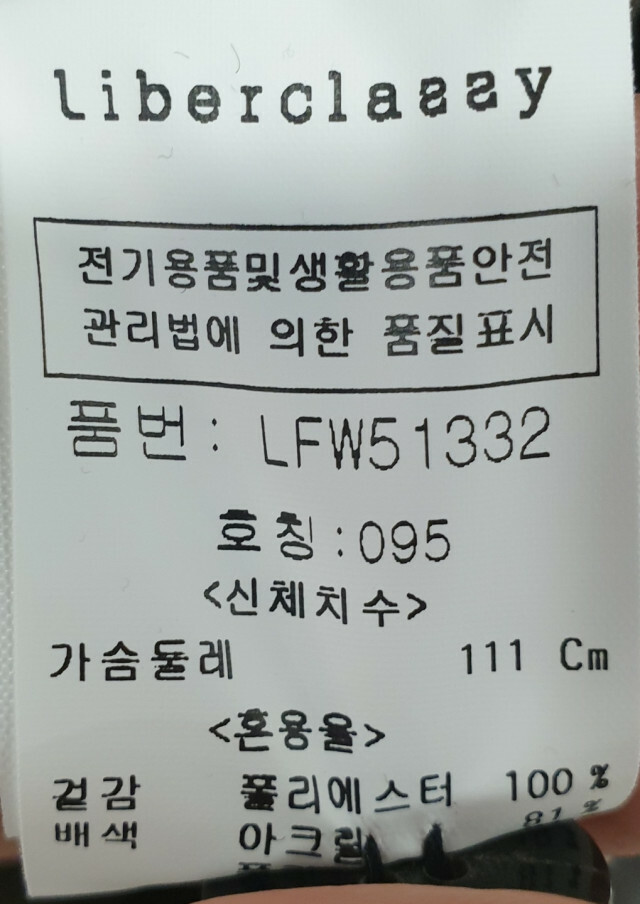 liberclassy
전기용품및생활용품안전
관리법에 의한 품질표시
품번: LFW51332
호칭:095
<신체치수>
가슴둘레 111 Cm
<혼용율>
겉감 폴리에스터 100 %
배색 아크릴 81 %